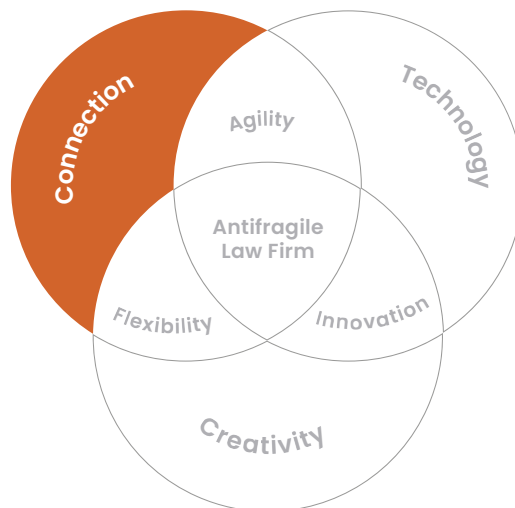 Connection
Technology
Agility
Antifragile
Law Firm
Flexibility
Innovation
Creativity